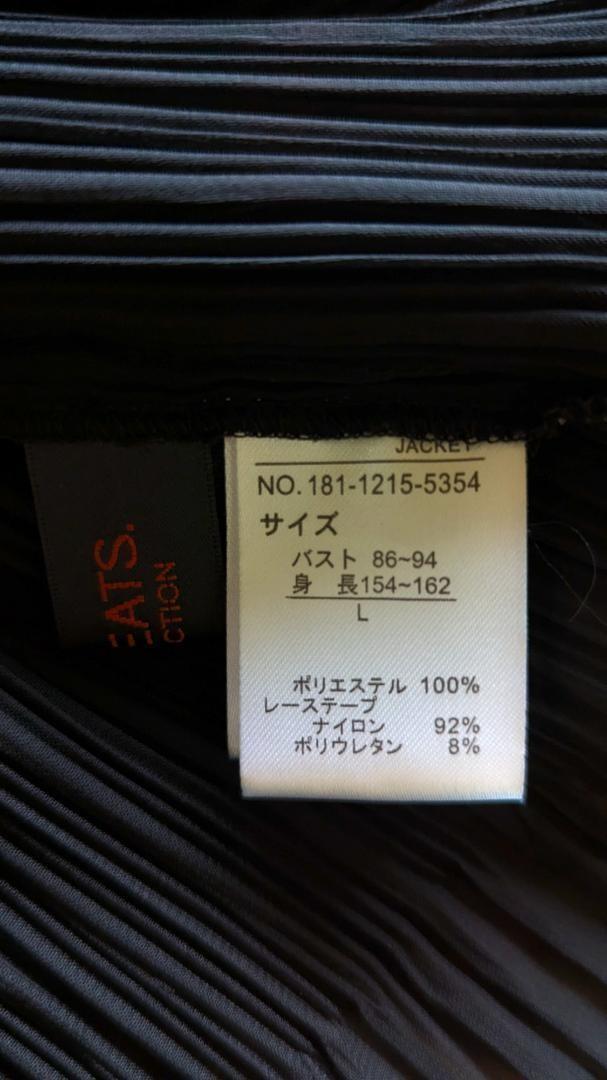 JACKET
NO. 181-1215-5354
サイズ
バスト 86~94
身 長154~162
L
ポリエステル 100%
レーステープ
ナイロン 92%
ポリウレタン 8%
EATS.
CTION